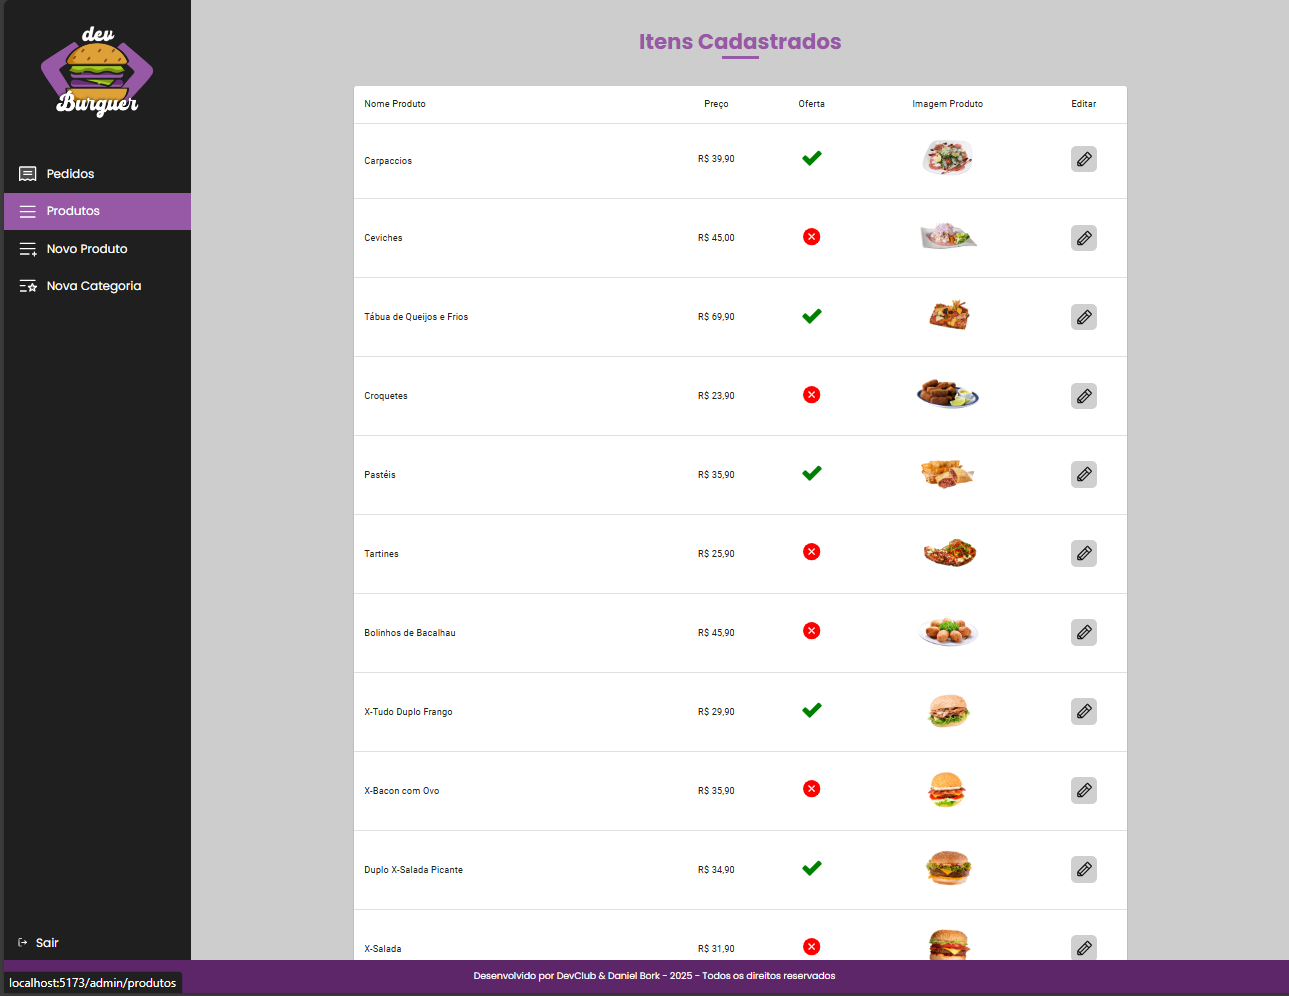 dev
Burguer
Pedidos
Produtos
Novo Produto
Nova Categoria
Sair
Itens Cadastrados
Nome Produto Preço Oferta Imagem Produto Editar
Carpaccios R$ 39,90
Ceviches R$ 45,00
Tábua de Queijos e Frios R$ 69,90
Croquetes R$ 23,90
Pastéis R$ 35,90
Tartines R$ 25,90
Bolinhos de Bacalhau R$ 45,90
X-Tudo Duplo Frango R$ 29,90
X-Bacon com Ovo R$ 35,90
Duplo X-Salada Picante R$ 34,90
X-Salada R$ 31,90
Desenvolvido por DevClub & Daniel Bork - 2025 - Todos os direitos reservados
localhost:5173/admin/produtos